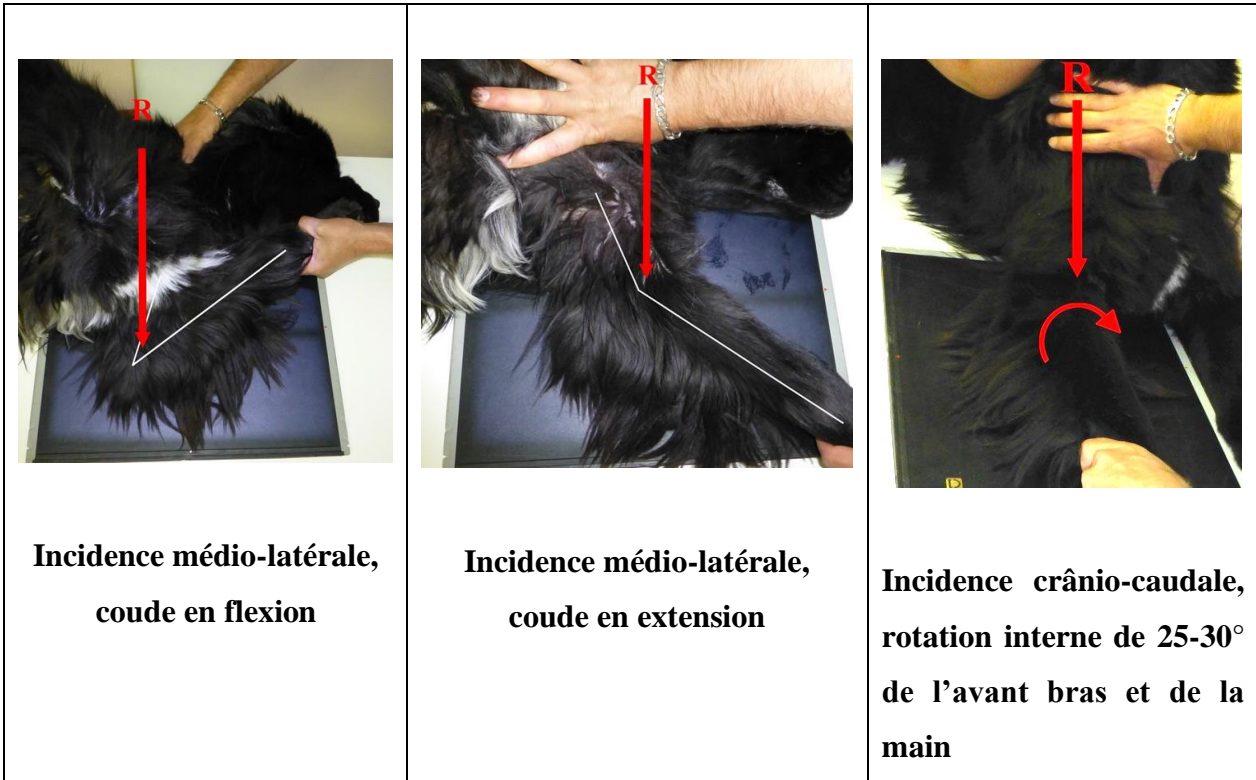 R
R
R
Incidence médio-latérale,
coude en flexion
Incidence médio-latérale,
coude en extension
Incidence crânio-caudale,
rotation interne de 25-30°
de l'avant bras et de la
main